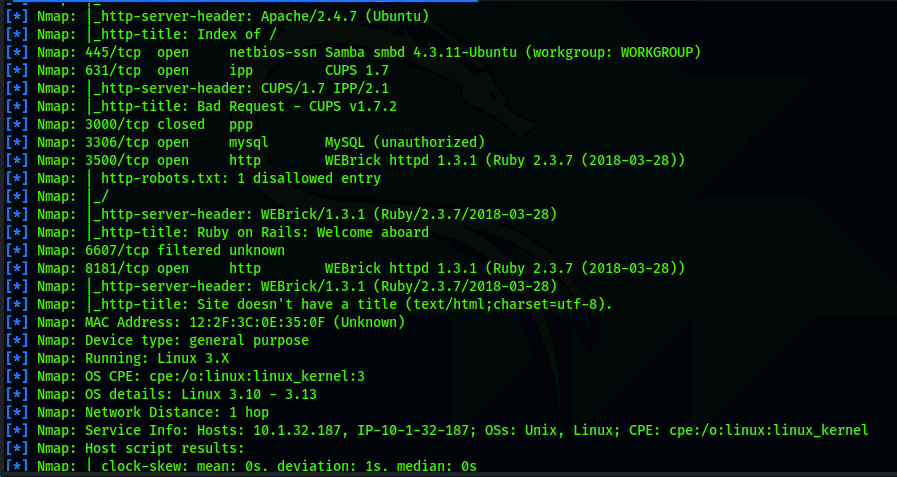 [*] Nmap: |_http-server-header: Apache/2.4.7 (Ubuntu)
[*] Nmap: |_http-title: Index of /
[*] Nmap: 445/tcp  open     netbios-ssn Samba smbd 4.3.11-Ubuntu (workgroup: WORKGROUP)
[*] Nmap: 631/tcp  open     ipp         CUPS 1.7
[*] Nmap: |_http-server-header: CUPS/1.7 IPP/2.1
[*] Nmap: |_http-title: Bad Request - CUPS v1.7.2
[*] Nmap: 3000/tcp closed   ppp
[*] Nmap: 3306/tcp open     mysql       MySQL (unauthorized)
[*] Nmap: 3500/tcp open     http        WEBrick httpd 1.3.1 (Ruby 2.3.7 (2018-03-28))
[*] Nmap: | http-robots.txt: 1 disallowed entry
[*] Nmap: |_/
[*] Nmap: |_http-server-header: WEBrick/1.3.1 (Ruby/2.3.7/2018-03-28)
[*] Nmap: |_http-title: Ruby on Rails: Welcome aboard
[*] Nmap: 6607/tcp filtered unknown
[*] Nmap: 8181/tcp open     http        WEBrick httpd 1.3.1 (Ruby 2.3.7 (2018-03-28))
[*] Nmap: |_http-server-header: WEBrick/1.3.1 (Ruby/2.3.7/2018-03-28)
[*] Nmap: |_http-title: Site doesn't have a title (text/html;charset=utf-8).
[*] Nmap: MAC Address: 12:2F:3C:0E:35:0F (Unknown)
[*] Nmap: Device type: general purpose
[*] Nmap: Running: Linux 3.X
[*] Nmap: OS CPE: cpe:/o:linux:linux_kernel:3
[*] Nmap: OS details: Linux 3.10 - 3.13
[*] Nmap: Network Distance: 1 hop
[*] Nmap: Service Info: Hosts: 10.1.32.187, IP-10-1-32-187; OSs: Unix, Linux; CPE: cpe:/o:linux:linux_kernel
[*] Nmap: Host script results:
[*] Nmap: | clock-skew: mean: 0s, deviation: 1s, median: 0s